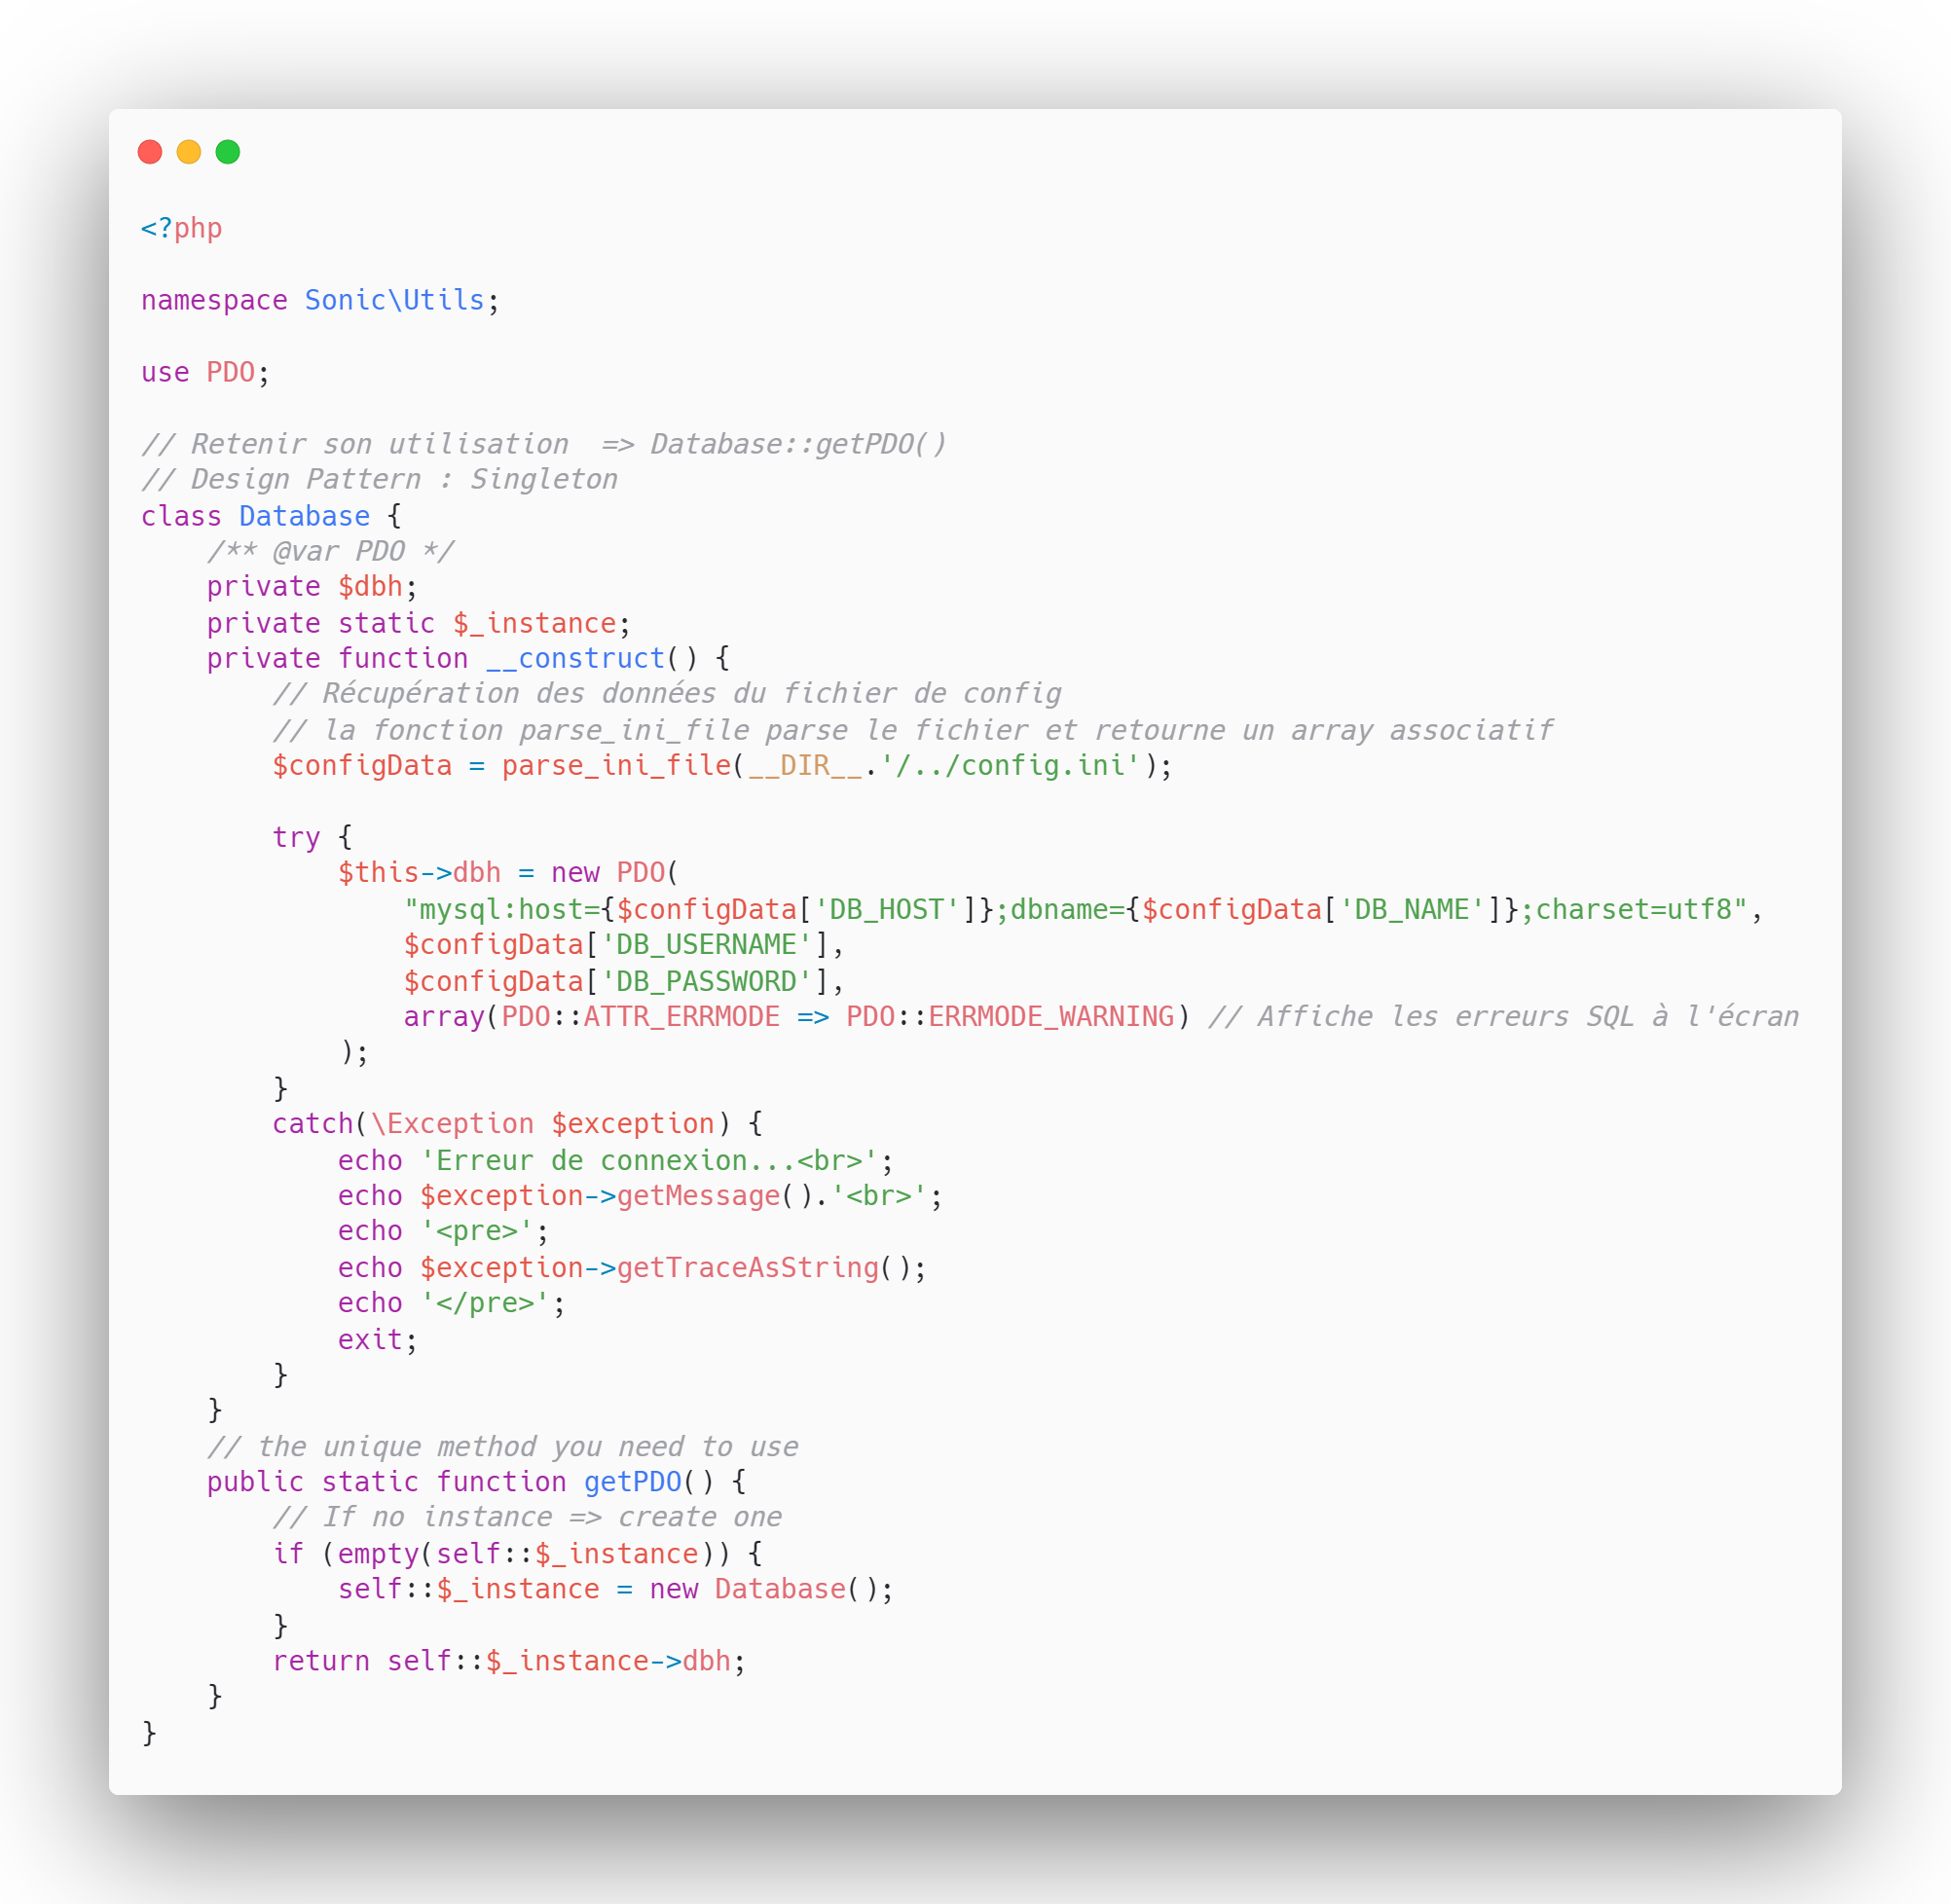 <?php

namespace Sonic\Utils;

use PDO;

// Retenir son utilisation  => Database::getPDO()
// Design Pattern : Singleton
class Database {
    /** @var PDO */
    private $dbh;
    private static $_instance;
    private function __construct() {
        // Récupération des données du fichier de config
        // la fonction parse_ini_file parse le fichier et retourne un array associatif
        $configData = parse_ini_file(__DIR__.'/../config.ini');

        try {
            $this->dbh = new PDO(
                "mysql:host={$configData['DB_HOST']};dbname={$configData['DB_NAME']};charset=utf8",
                $configData['DB_USERNAME'],
                $configData['DB_PASSWORD'],
                array(PDO::ATTR_ERRMODE => PDO::ERRMODE_WARNING) // Affiche les erreurs SQL à l'écran
            );
        }
        catch(\Exception $exception) {
            echo 'Erreur de connexion...<br>';
            echo $exception->getMessage().'<br>';
            echo '<pre>';
            echo $exception->getTraceAsString();
            echo '</pre>';
            exit;
        }
    }
    // the unique method you need to use
    public static function getPDO() {
        // If no instance => create one
        if (empty(self::$_instance)) {
            self::$_instance = new Database();
        }
        return self::$_instance->dbh;
    }
}